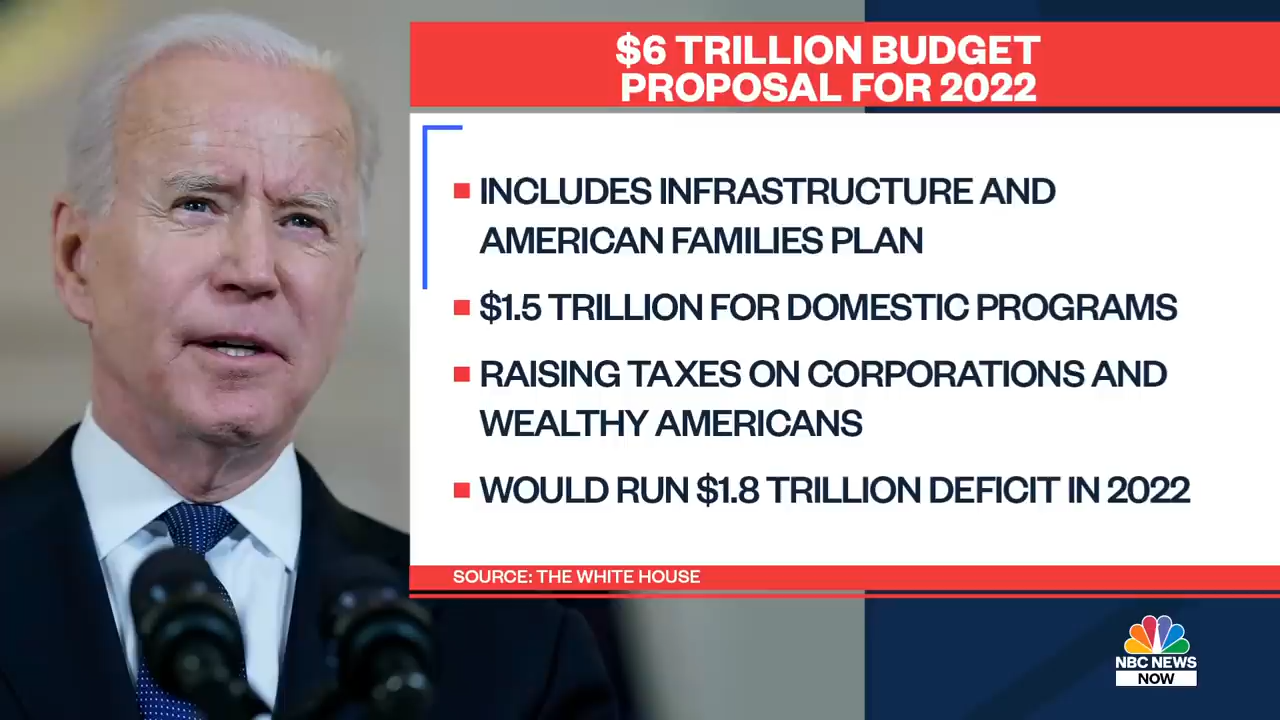 $6 TRILLION BUDGET
PROPOSAL FOR 2022
INCLUDES INFRASTRUCTURE AND
AMERICAN FAMILIES PLAN
$1.5 TRILLION FOR DOMESTIC PROGRAMS
RAISING TAXES ON CORPORATIONS AND
WEALTHY AMERICANS
WOULD RUN $1.8 TRILLION DEFICIT IN 2022
SOURCE: THE WHITE HOUSE
NBC NEWS
NOW